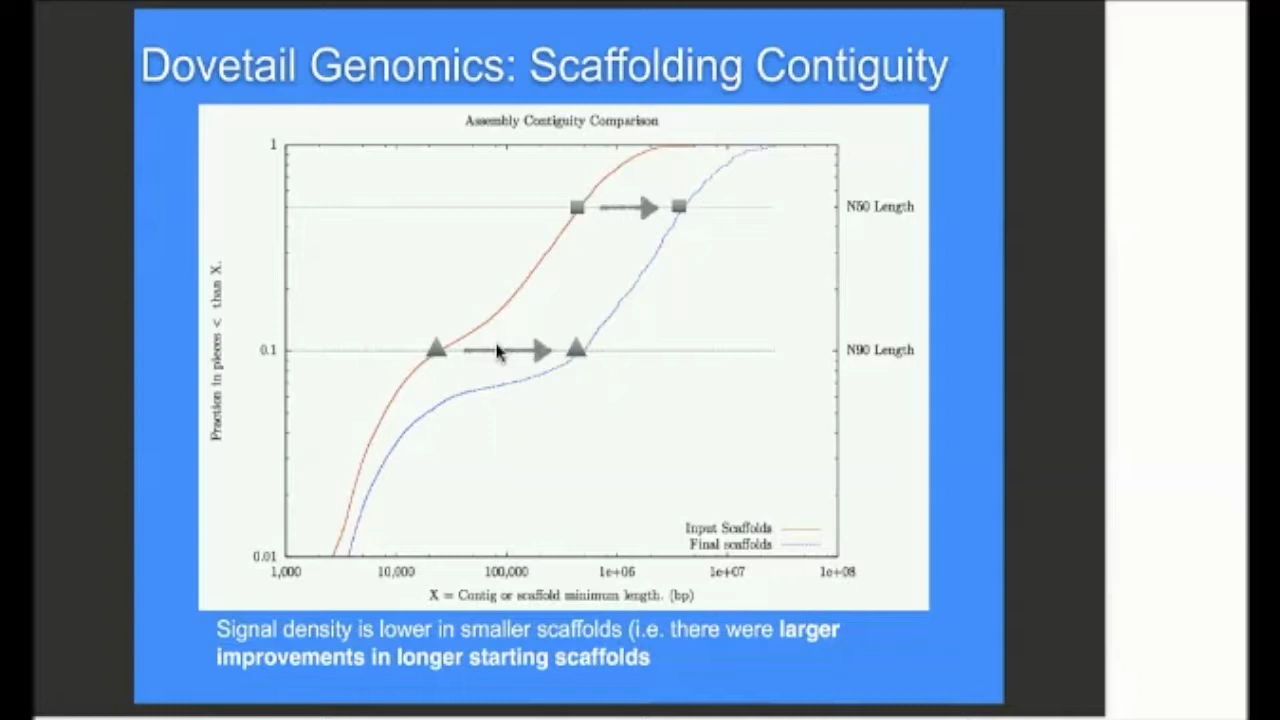 Dovetail Genomics: Scaffolding Contiguity
Assembly Contiguity Comparison
1
0.1
0.01
Fraction in pieces < than X.
N50 Length
N90 Length
Input Scaffolds
Final scaffolds
1,000 10,000 100,000 1e+06 1e+07 1e+08
X = Contig or scaffold minimum length. (bp)
Signal density is lower in smaller scaffolds (i.e. there were larger
improvements in longer starting scaffolds